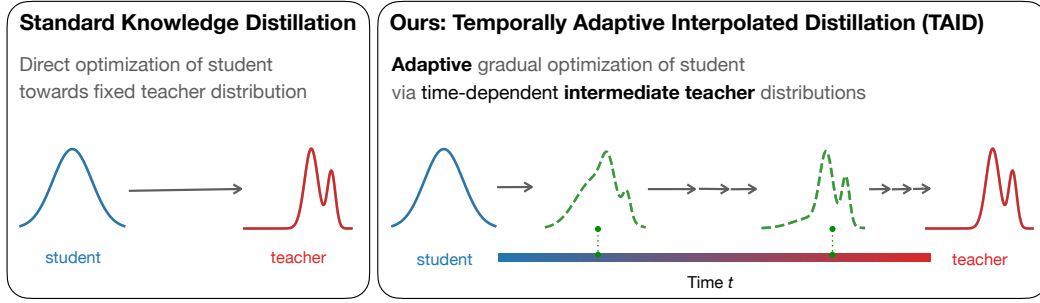 Standard Knowledge Distillation
Direct optimization of student
towards fixed teacher distribution
student
teacher
Ours: Temporally Adaptive Interpolated Distillation (TAID)
Adaptive gradual optimization of student
via time-dependent intermediate teacher distributions
student
teacher
Time t